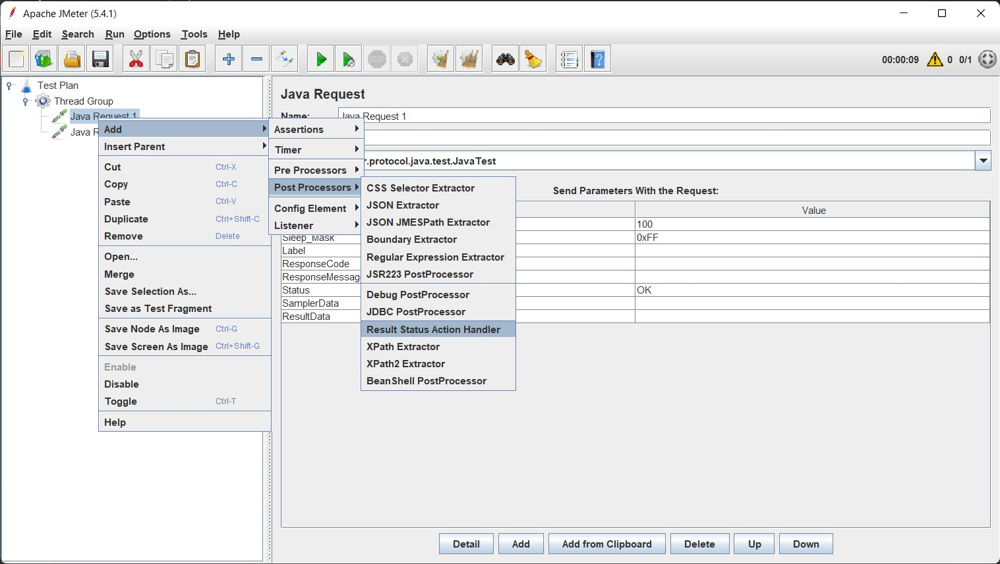 Apache JMeter (5.4.1)
File Edit Search Run Options Tools Help
STOP
?
00:00:09 0 0/1
Test Plan
Thread Group
Java Request 1
Java R
Add
Insert Parent
Cut Ctrl-X
Copy Ctrl-C
Paste Ctrl-V
Duplicate Ctrl+Shift-C
Remove Delete
Open...
Merge
Save Selection As...
Save as Test Fragment
Save Node As Image Ctrl-G
Save Screen As Image Ctrl+Shift-G
Enable
Disable
Toggle Ctrl-T
Help
Assertions
Timer
Pre Processors
Post Processors
Config Element
Listener
CSS Selector Extractor
JSON Extractor
JSON JMESPath Extractor
Boundary Extractor
Regular Expression Extractor
JSR223 PostProcessor
Debug PostProcessor
JDBC PostProcessor
Result Status Action Handler
XPath Extractor
XPath2 Extractor
BeanShell PostProcessor
Java Request
Name: Java Request 1
r.protocol.java.test.JavaTest
Send Parameters With the Request:
Value
100
Sleep_Mask 0xFF
Label
ResponseCode
ResponseMessag
Status OK
SamplerData
ResultData
Detail Add Add from Clipboard Delete Up Down